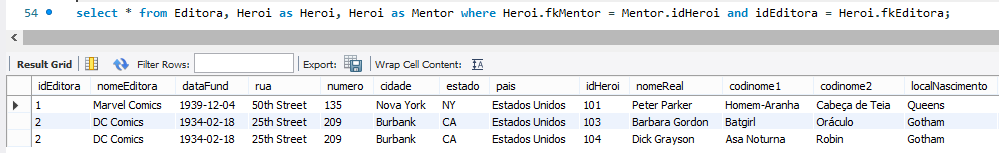 54 select * from Editora, Heroi as Heroi, Heroi as Mentor where Heroi.fkMentor = Mentor.idHeroi and idEditora = Heroi.fkEditora;
Result Grid Filter Rows: Export: Wrap Cell Content:
idEditora nomeEditora dataFund rua numero cidade estado pais idHeroi nomeReal codinome1 codinome2 localNascimento
1 Marvel Comics 1939-12-04 50th Street 135 Nova York NY Estados Unidos 101 Peter Parker Homem-Aranha Cabeça de Teia Queens
2 DC Comics 1934-02-18 25th Street 209 Burbank CA Estados Unidos 103 Barbara Gordon Batgirl Oráculo Gotham
2 DC Comics 1934-02-18 25th Street 209 Burbank CA Estados Unidos 104 Dick Grayson Asa Noturna Robin Gotham